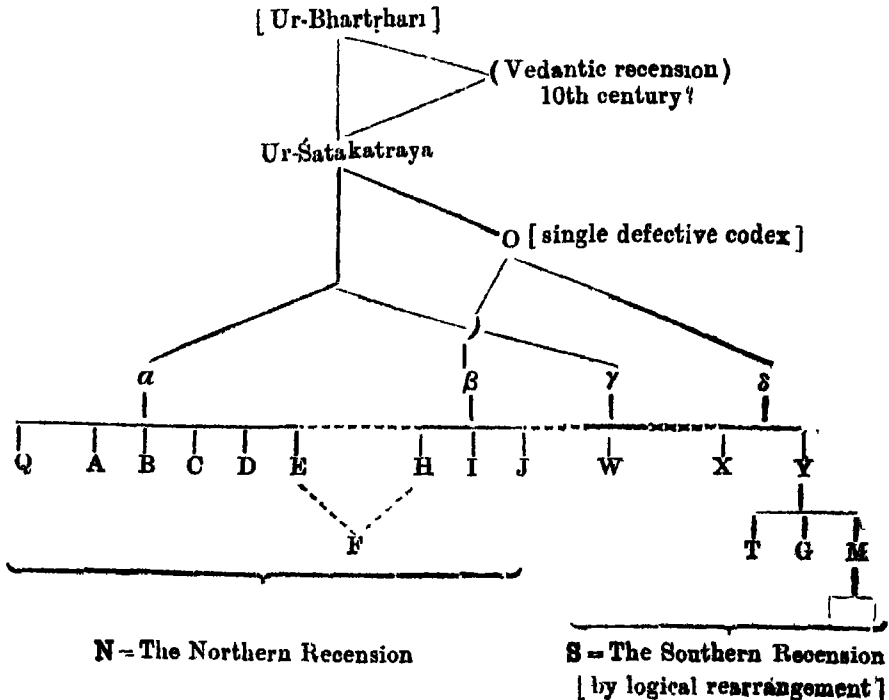 [ Ur-Bhartṛhari ]
( Vedantic recension )
10th century ?
Ur-Śatakatraya
O [ single defective codex ]
α β γ δ
Q A B C D E H I J W X Y
F T G M
N = The Northern Recension
S = The Southern Recension
[ by logical rearrangement ]